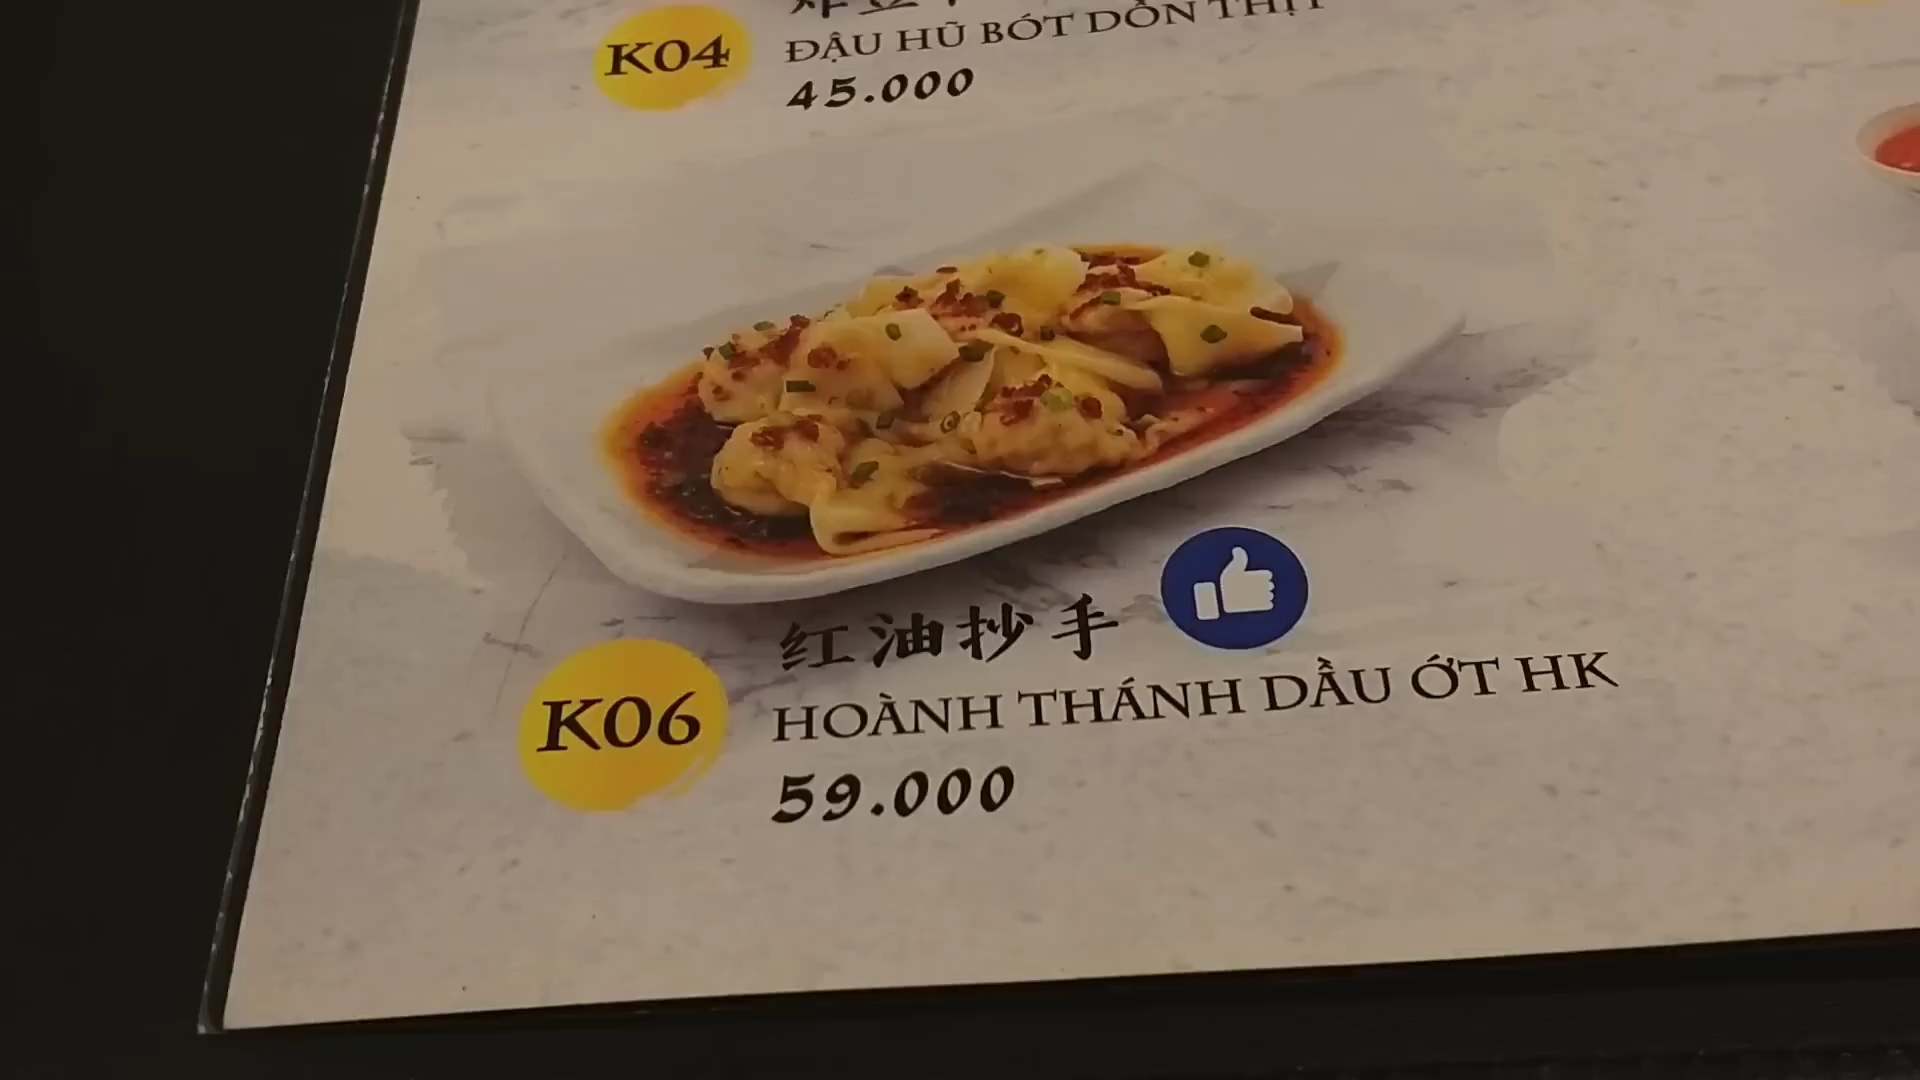 K04
ĐẬU HŨ BÓT DỒN THỊT
45.000
红油抄手
K06
HOÀNH THÁNH DẦU ỚT HK
59.000